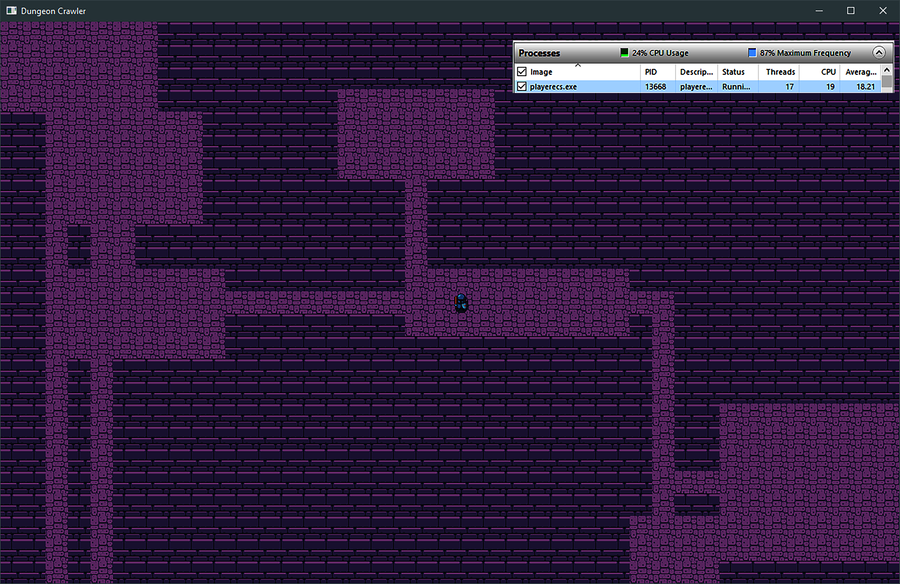 Dungeon Crawler
Processes 24% CPU Usage 87% Maximum Frequency
Image PID Descrip... Status Threads CPU Averag...
playerecs.exe 13668 playere... Runni... 17 19 18.21